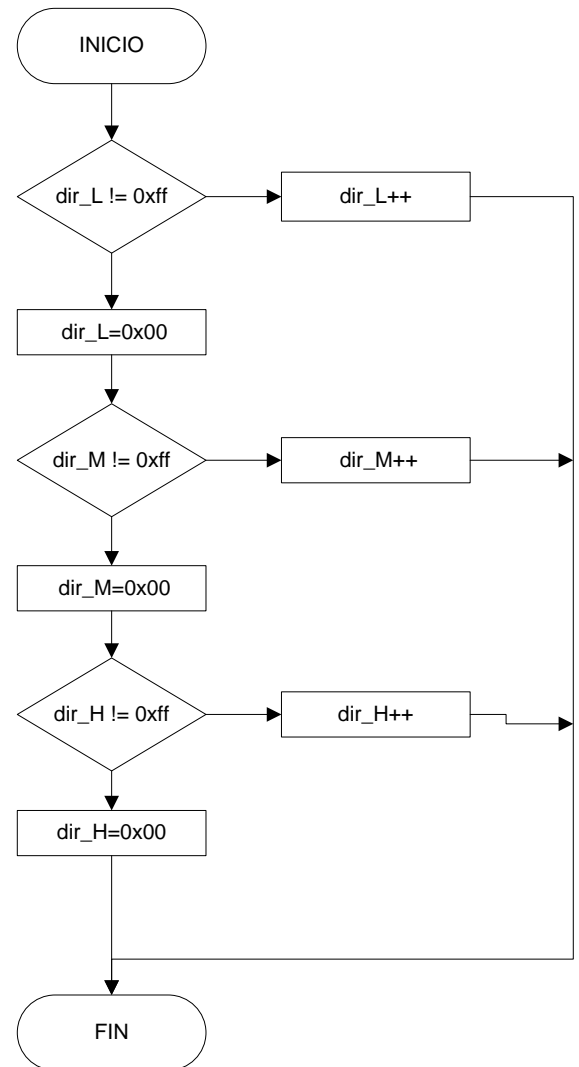 INICIO
dir_L != 0xff
dir_L++
dir_L=0x00
dir_M != 0xff
dir_M++
dir_M=0x00
dir_H != 0xff
dir_H++
dir_H=0x00
FIN